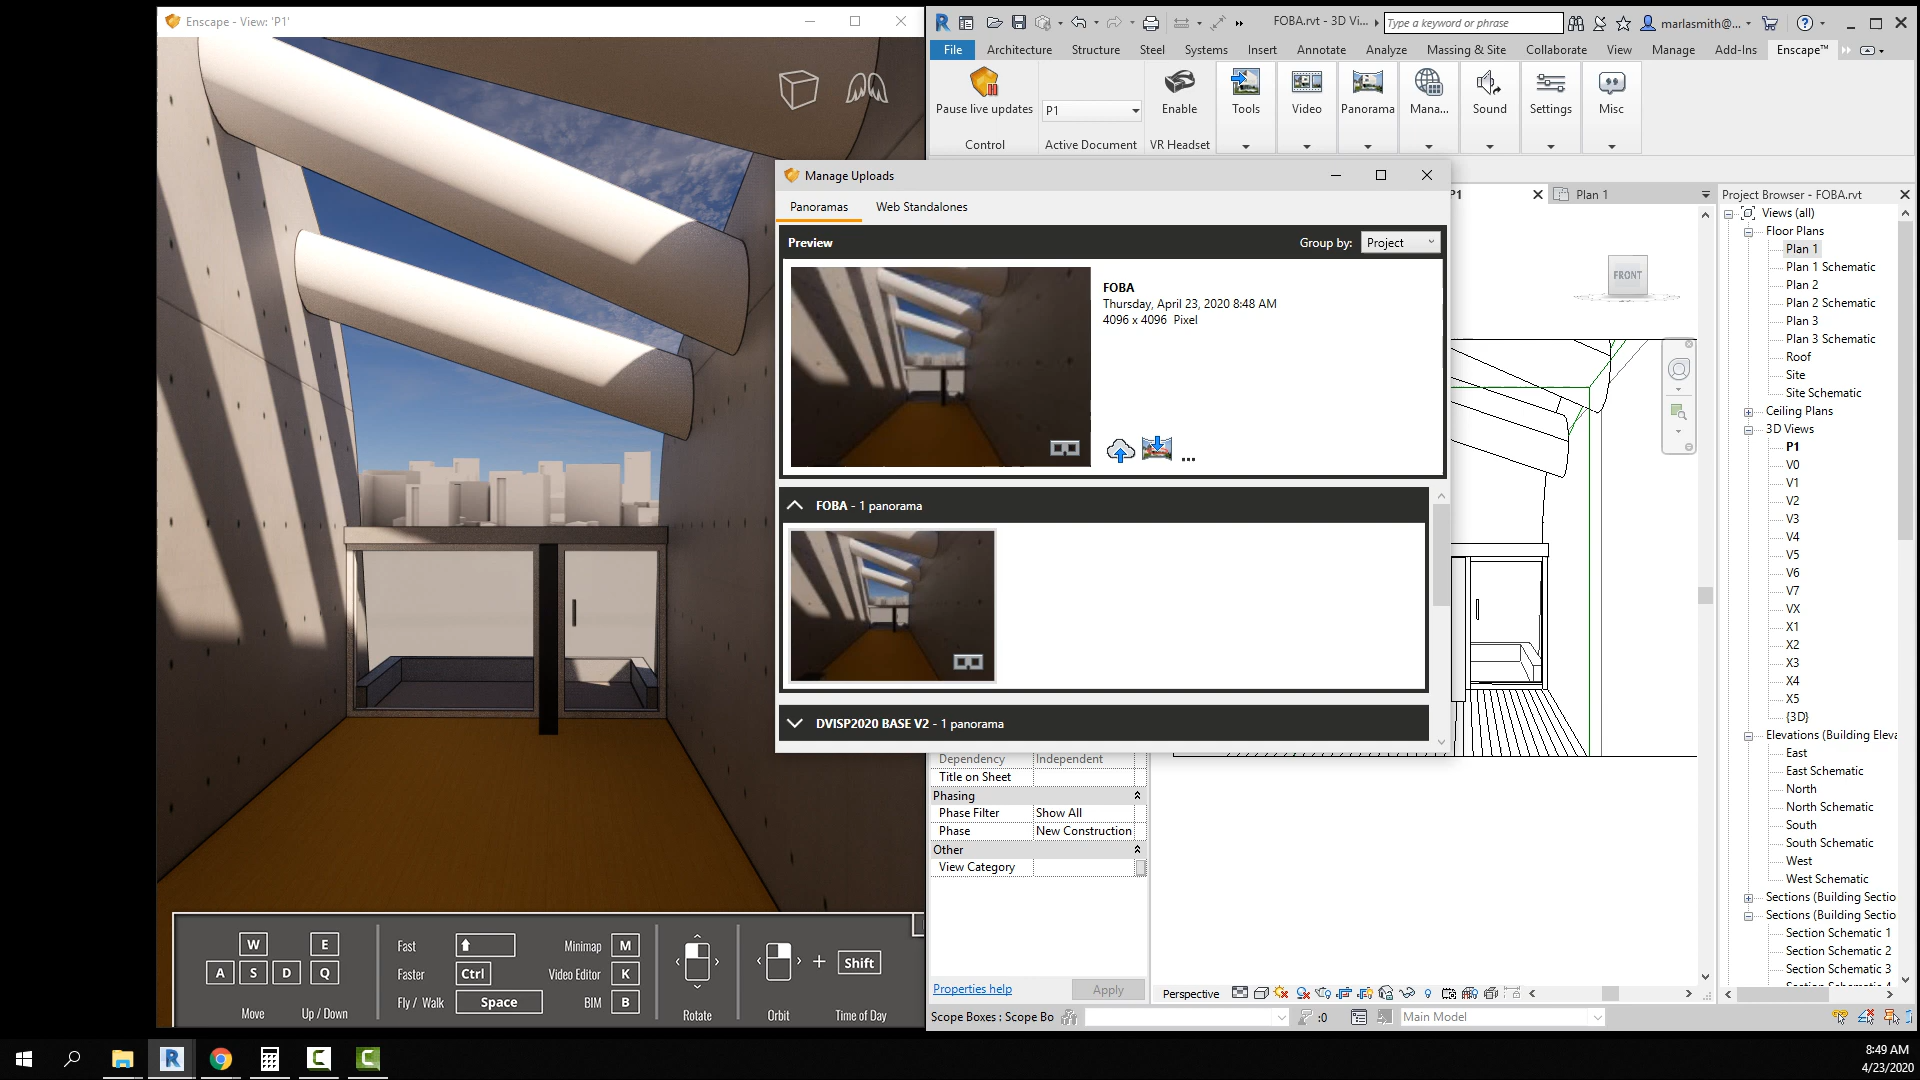 Enscape - View: 'P1'
FOBA.rvt - 3D Vi...
Type a keyword or phrase
marlasmith@...
File
Architecture
Structure
Steel
Systems
Insert
Annotate
Analyze
Massing & Site
Collaborate
View
Manage
Add-Ins
Enscape™
Pause live updates
P1
Enable
Tools
Video
Panorama
Mana...
Sound
Settings
Misc
Control
Active Document
VR Headset
Manage Uploads
Panoramas
Web Standalones
Preview
Group by:
Project
FOBA
Thursday, April 23, 2020 8:48 AM
4096 x 4096 Pixel
...
FOBA - 1 panorama
DVISP2020 BASE V2 - 1 panorama
P1
Plan 1
FRONT
Project Browser - FOBA.rvt
Views (all)
Floor Plans
Plan 1
Plan 1 Schematic
Plan 2
Plan 2 Schematic
Plan 3
Plan 3 Schematic
Roof
Site
Site Schematic
Ceiling Plans
3D Views
P1
V0
V1
V2
V3
V4
V5
V6
V7
VX
X1
X2
X3
X4
X5
{3D}
Elevations (Building Eleva
East
East Schematic
North
North Schematic
South
South Schematic
West
West Schematic
Sections (Building Sectio
Sections (Building Sectio
Section Schematic 1
Section Schematic 2
Section Schematic 3
Dependency
Independent
Title on Sheet
Phasing
Phase Filter
Show All
Phase
New Construction
Other
View Category
Properties help
Apply
Perspective
Scope Boxes : Scope Bo
:0
Main Model
W
E
A
S
D
Q
Move
Up / Down
Fast
Faster
Ctrl
Fly / Walk
Space
Minimap
M
Video Editor
K
BIM
B
Rotate
Orbit
+
Shift
Time of Day
8:49 AM
4/23/2020